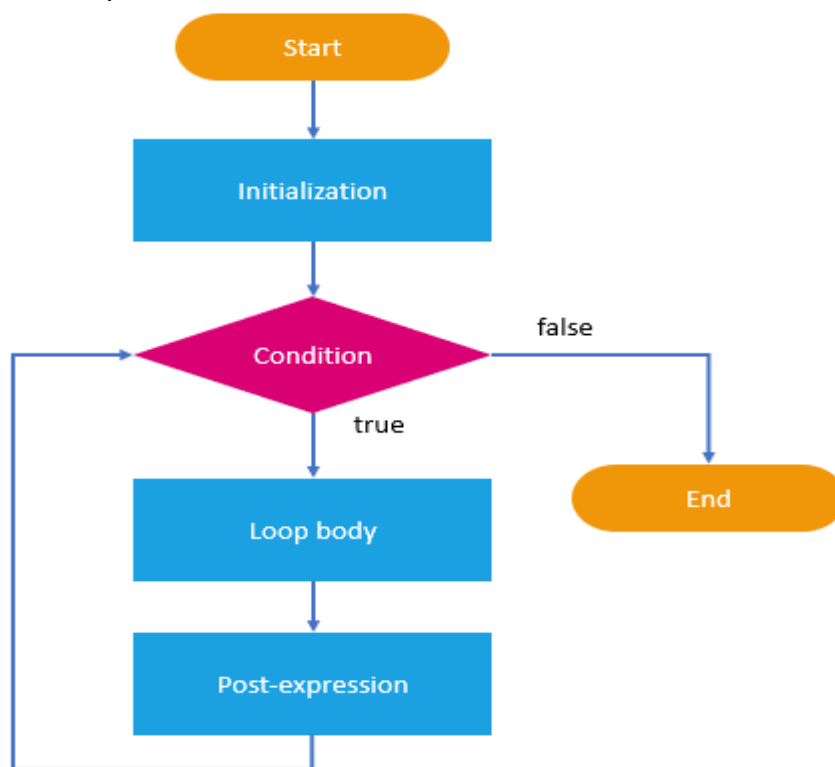 Start
Initialization
Condition
false
true
Loop body
End
Post-expression